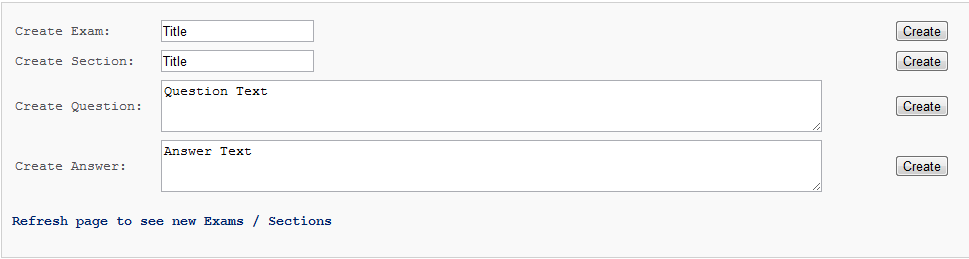 Create Exam: Title Create
Create Section: Title Create
Create Question: Question Text Create
Create Answer: Answer Text Create
Refresh page to see new Exams / Sections